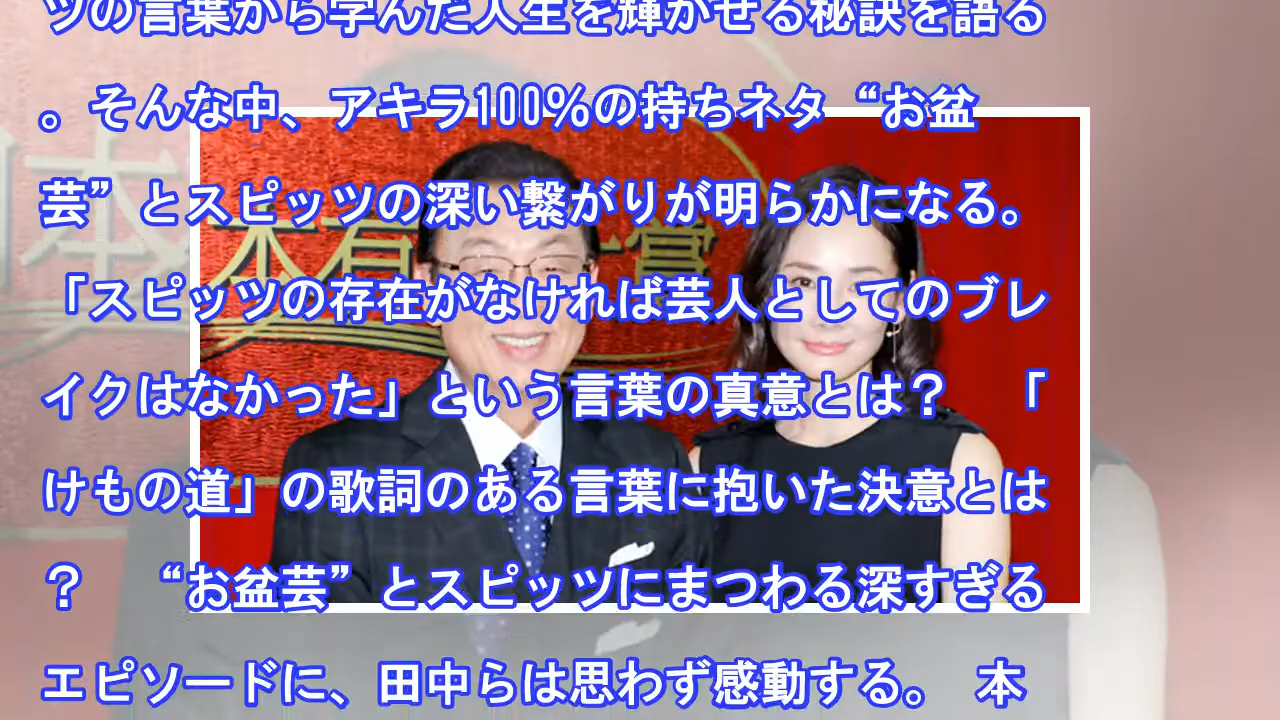 ツの言葉から学んだ人生を輝かせる秘訣を語る
。そんな中、アキラ100%の持ちネタ“お盆
芸”とスピッツの深い繋がりが明らかになる。
「スピッツの存在がなければ芸人としてのブレ
イクはなかった」という言葉の真意とは？　「
けもの道」の歌詞のある言葉に抱いた決意とは
？　“お盆芸”とスピッツにまつわる深すぎる
エピソードに、田中らは思わず感動する。　本